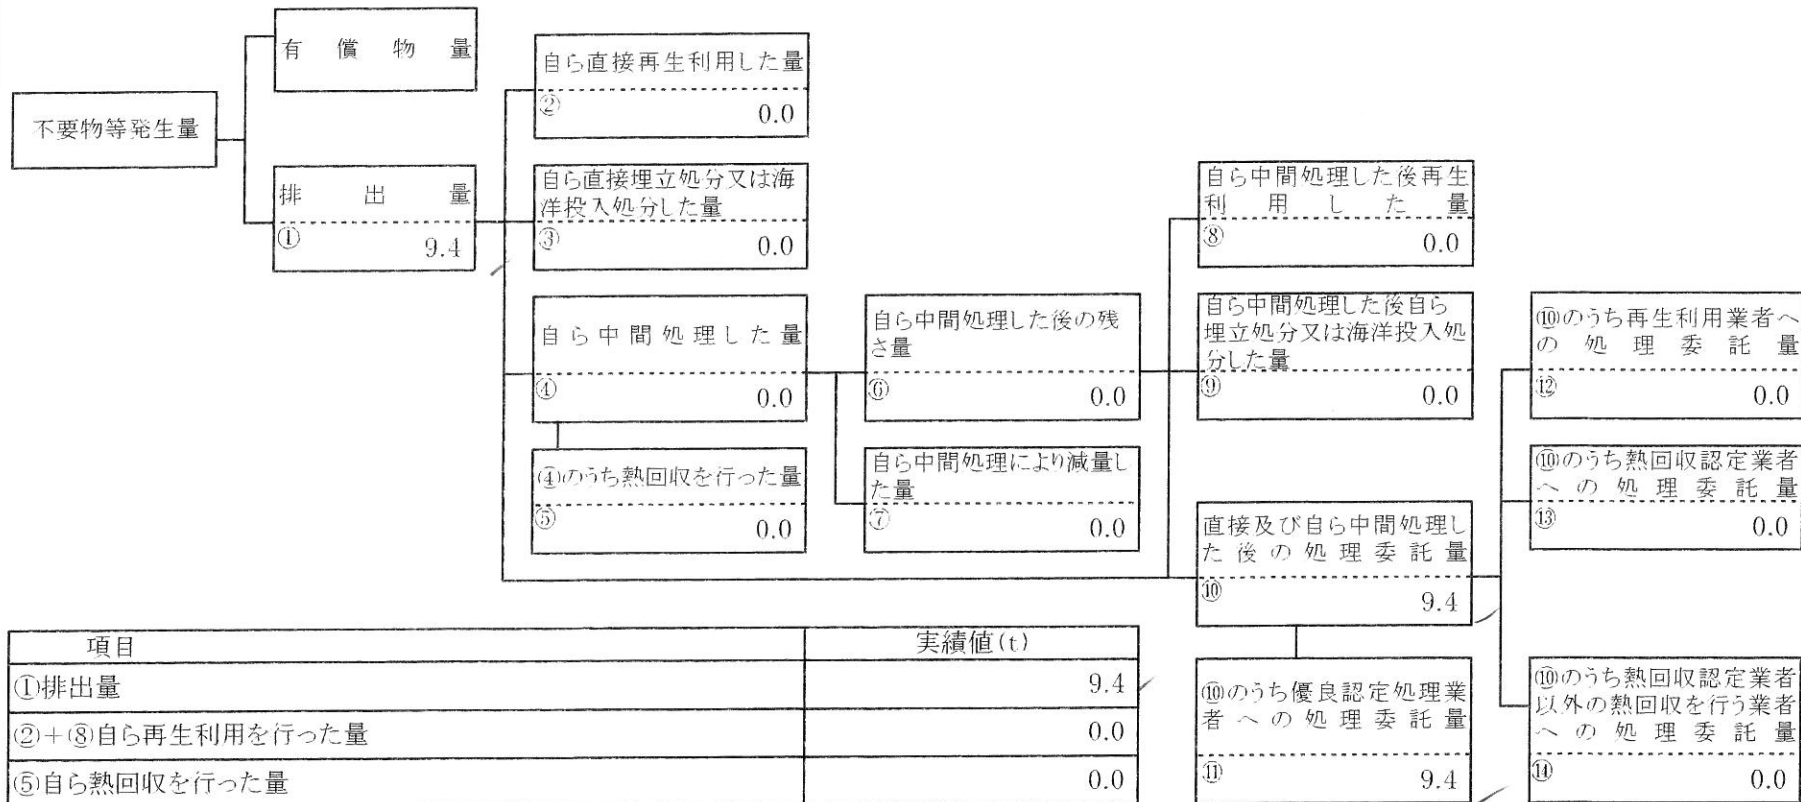 不要物等発生量
有償物量
排出量
① 9.4
自ら直接再生利用した量
② 0.0
自ら直接埋立処分又は海
洋投入処分した量
③ 0.0
自ら中間処理した量
④ 0.0
④のうち熱回収を行った量
⑤ 0.0
自ら中間処理した後の残
さ量
⑥ 0.0
自ら中間処理により減量し
た量
⑦ 0.0
自ら中間処理した後再生
利用した量
⑧ 0.0
自ら中間処理した後自ら
埋立処分又は海洋投入処
分した量
⑨ 0.0
直接及び自ら中間処理し
た後の処理委託量
⑩ 9.4
⑩のうち優良認定処理業
者への処理委託量
⑪ 9.4
⑩のうち再生利用業者へ
の処理委託量
⑫ 0.0
⑩のうち熱回収認定業者
への処理委託量
⑬ 0.0
⑩のうち熱回収認定業者
以外の熱回収を行う業者
への処理委託量
⑭ 0.0
項目 実績値(t)
①排出量 9.4
②+⑧自ら再生利用を行った量 0.0
⑤自ら熱回収を行った量 0.0